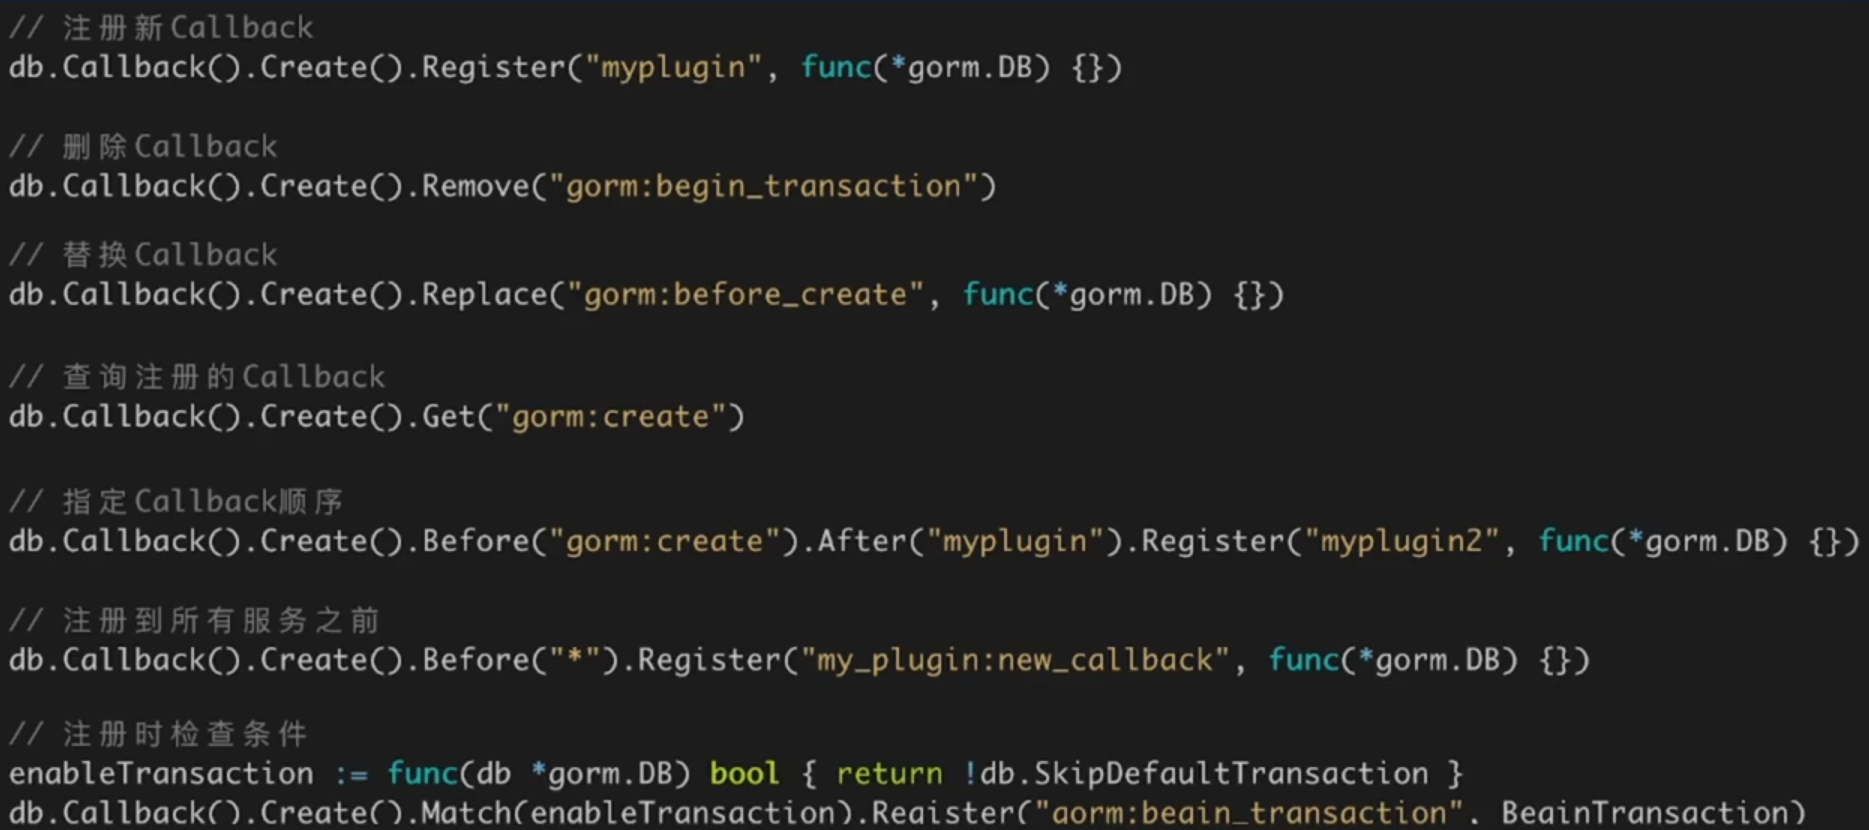 // 注册新Callback
db.Callback().Create().Register("myplugin", func(*gorm.DB) {})
// 删除Callback
db.Callback().Create().Remove("gorm:begin_transaction")
// 替换Callback
db.Callback().Create().Replace("gorm:before_create", func(*gorm.DB) {})
// 查询注册的Callback
db.Callback().Create().Get("gorm:create")
// 指定Callback顺序
db.Callback().Create().Before("gorm:create").After("myplugin").Register("myplugin2", func(*gorm.DB) {})
// 注册到所有服务之前
db.Callback().Create().Before("*").Register("my_plugin:new_callback", func(*gorm.DB) {})
// 注册时检查条件
enableTransaction := func(db *gorm.DB) bool { return !db.SkipDefaultTransaction }
db.Callback().Create().Match(enableTransaction).Register("gorm:begin_transaction", BeginTransaction)